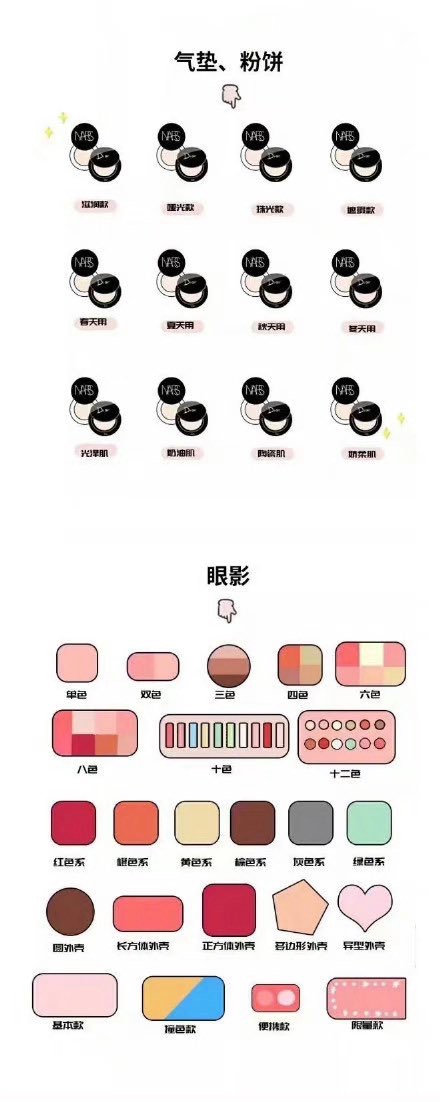 气垫、粉饼
NARS NARS NARS NARS
Dior Dior Dior Dior
滋润款 哑光款 珠光款 遮瑕款
NARS NARS NARS NARS
Dior Dior Dior Dior
春天用 夏天用 秋天用 冬天用
NARS NARS NARS NARS
Dior Dior Dior Dior
光泽肌 奶油肌 陶瓷肌 娇柔肌
眼影
单色 双色 三色 四色 六色
八色 十色 十二色
红色系 橙色系 黄色系 棕色系 灰色系 绿色系
圆外壳 长方体外壳 正方体外壳 多边形外壳 异型外壳
基本款 撞色款 便携款 限量款